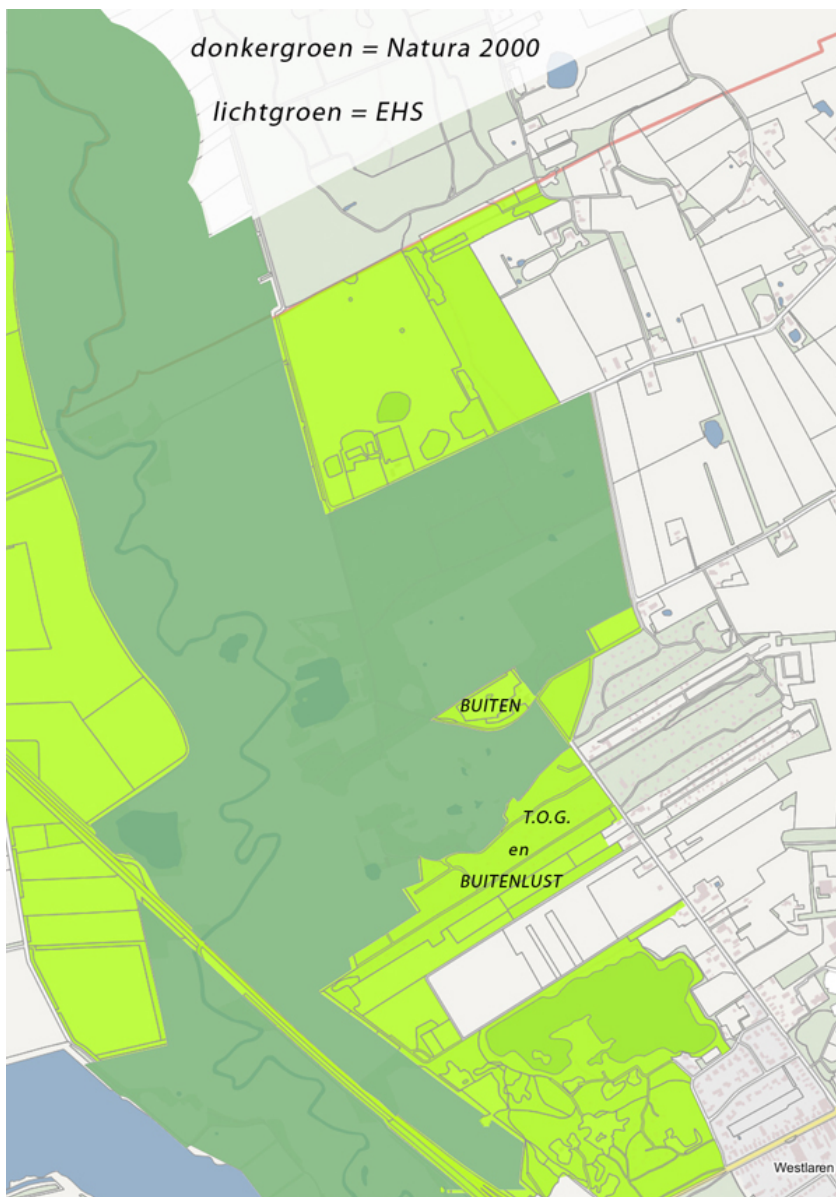 donkergroen = Natura 2000
lichtgroen = EHS
BUITEN
T.O.G.
en
BUITENLUST
Westlaren